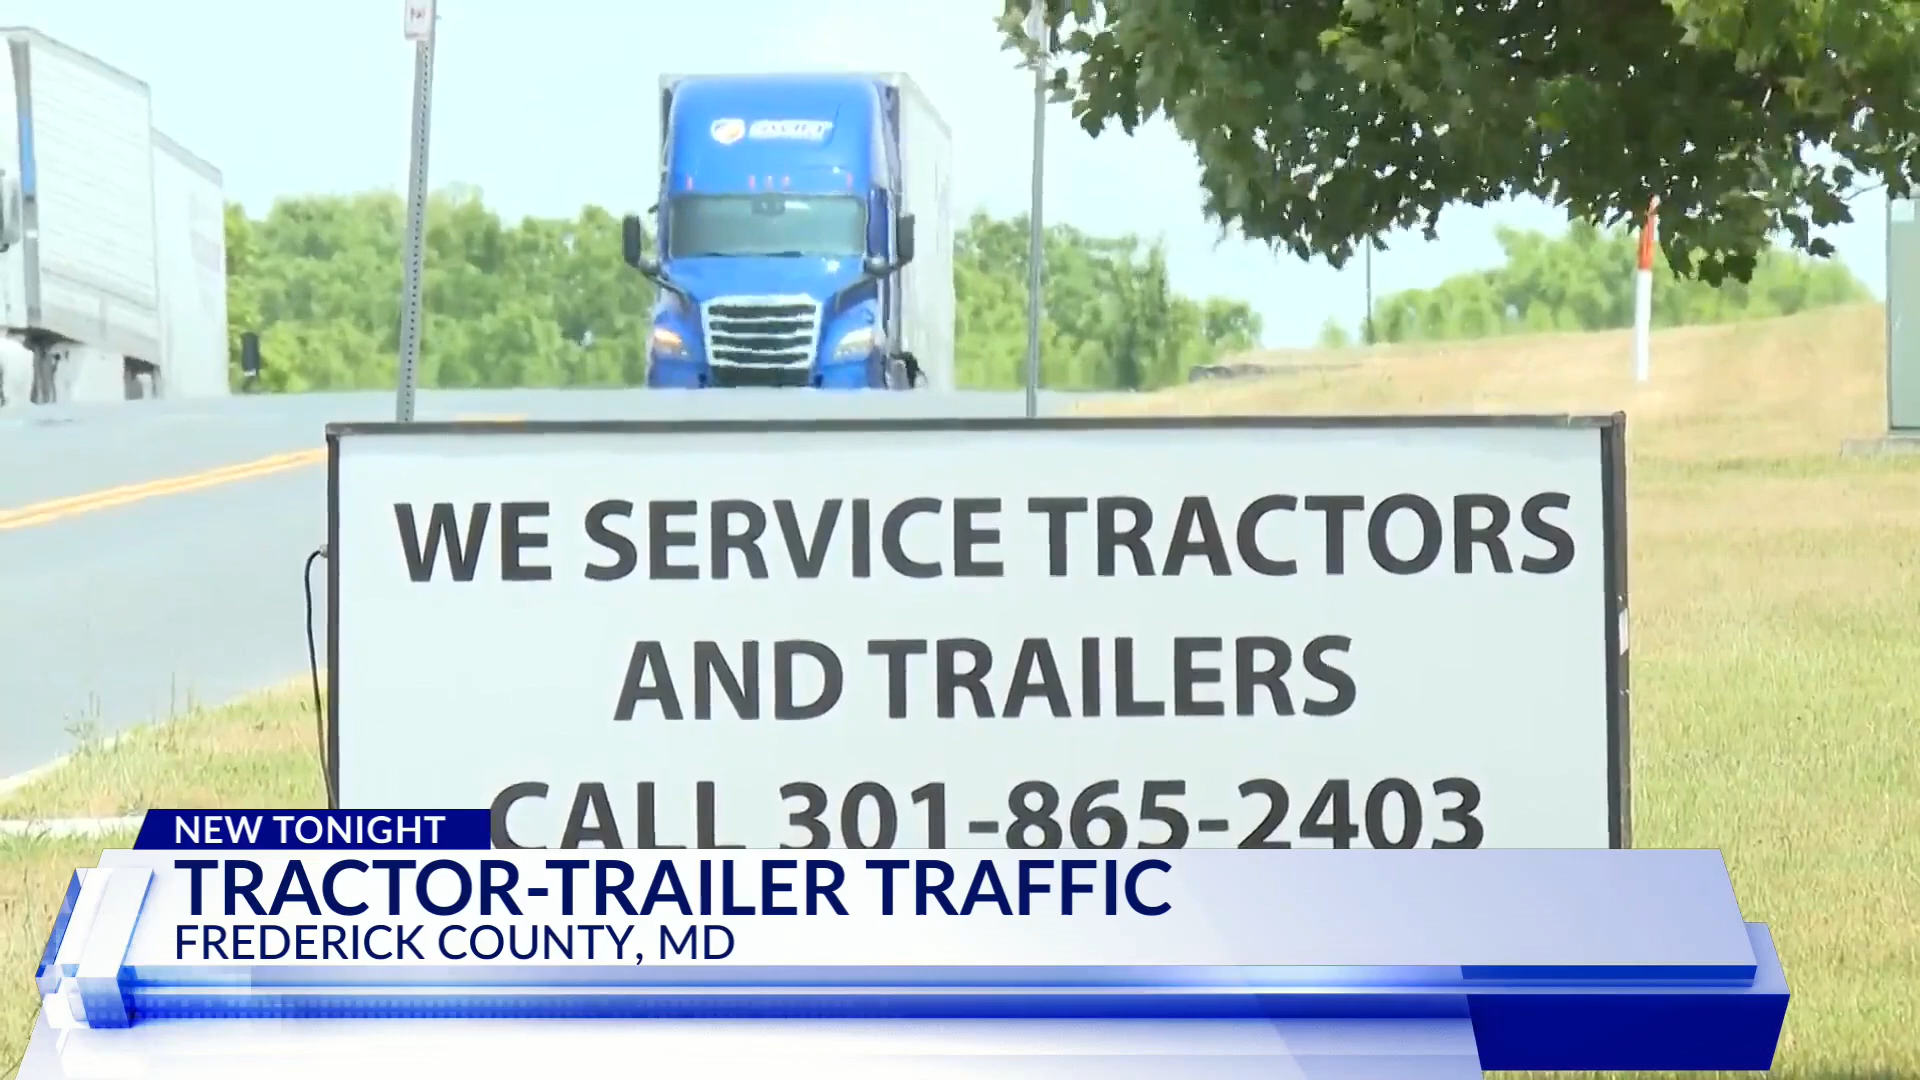 WE SERVICE TRACTORS
AND TRAILERS
CALL 301-865-2403
NEW TONIGHT
TRACTOR-TRAILER TRAFFIC
FREDERICK COUNTY, MD